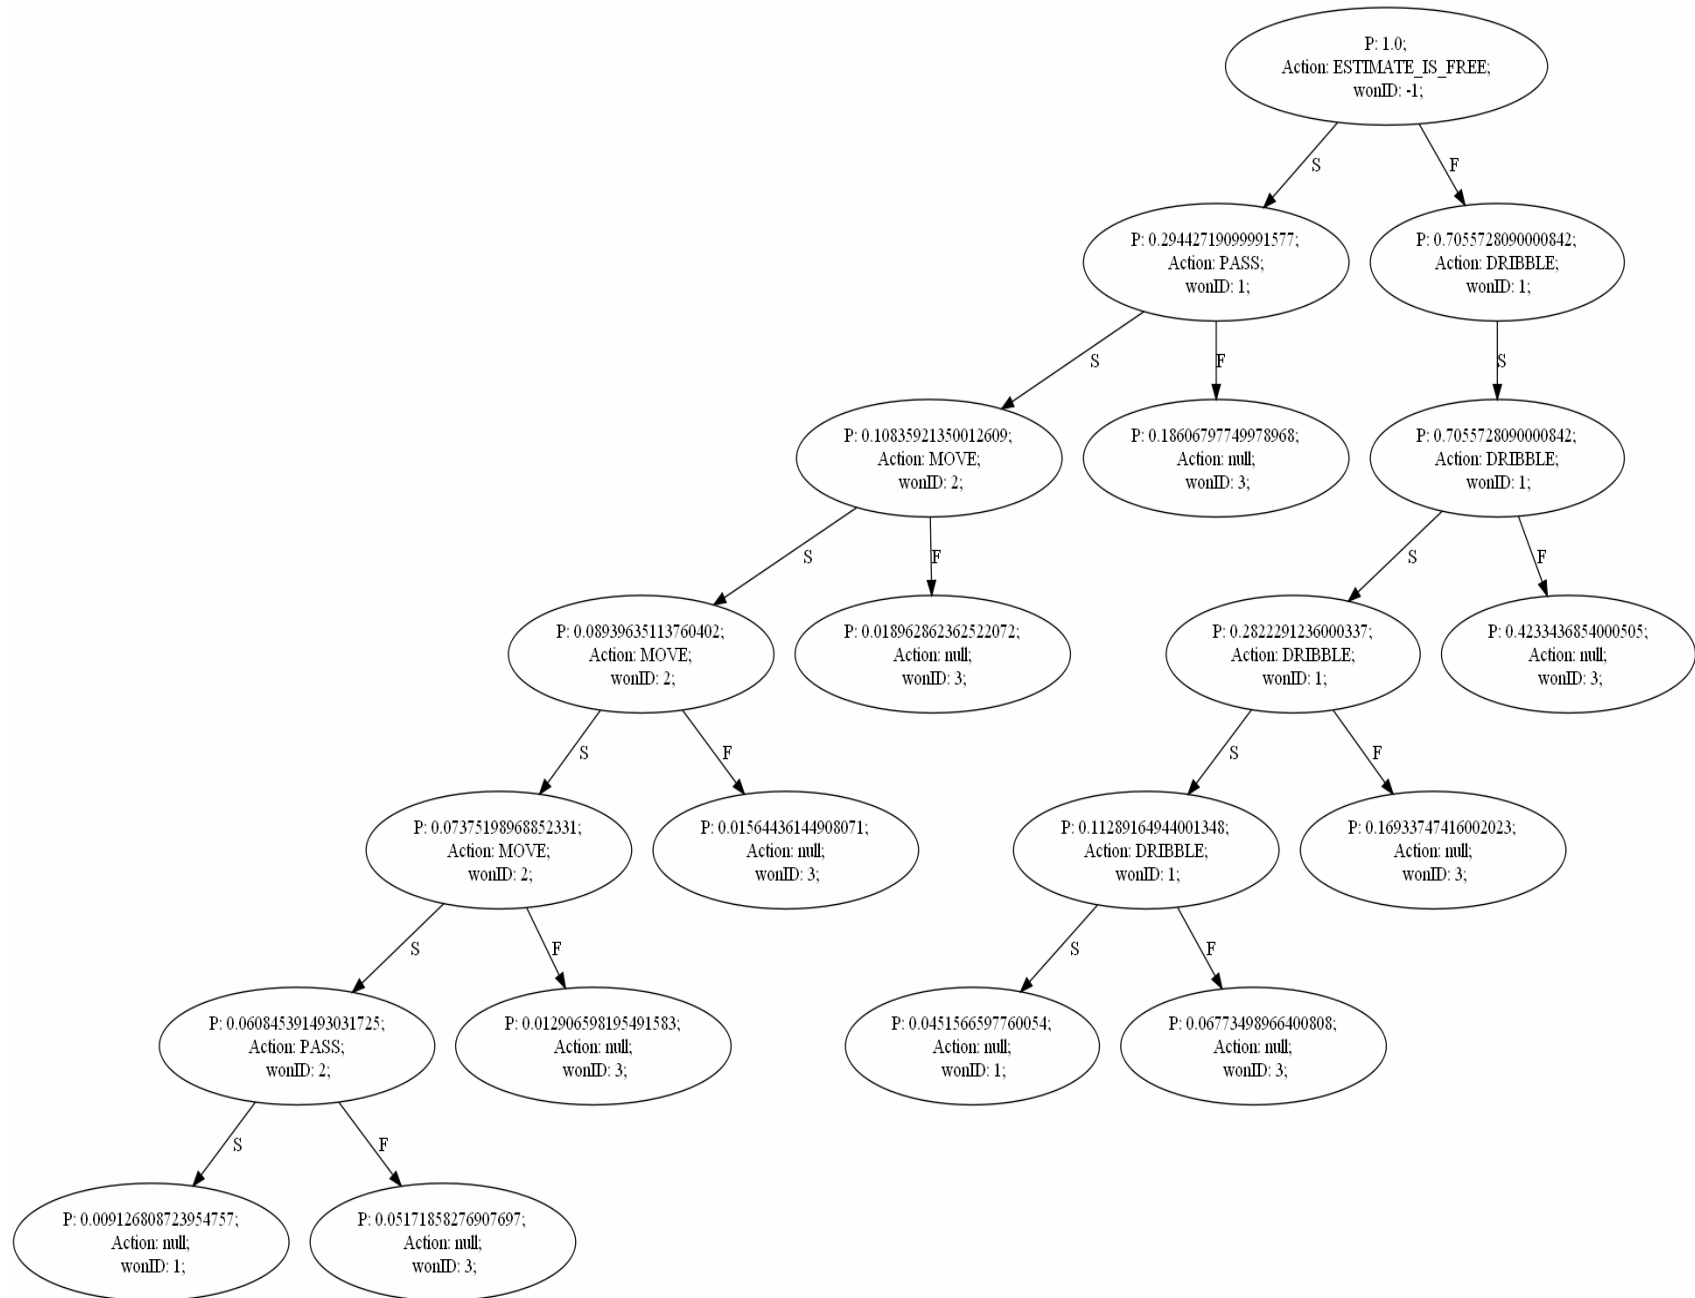 P: 1.0;
Action: ESTIMATE_IS_FREE;
wonID: -1;
S
F
P: 0.29442719099991577;
Action: PASS;
wonID: 1;
P: 0.7055728090000842;
Action: DRIBBLE;
wonID: 1;
S
F
S
P: 0.10835921350012609;
Action: MOVE;
wonID: 2;
P: 0.18606797749978968;
Action: null;
wonID: 3;
P: 0.7055728090000842;
Action: DRIBBLE;
wonID: 1;
S
F
S
F
P: 0.08939635113760402;
Action: MOVE;
wonID: 2;
P: 0.018962862362522072;
Action: null;
wonID: 3;
P: 0.2822291236000337;
Action: DRIBBLE;
wonID: 1;
P: 0.4233436854000505;
Action: null;
wonID: 3;
S
F
S
F
P: 0.07375198968852331;
Action: MOVE;
wonID: 2;
P: 0.01564436144908071;
Action: null;
wonID: 3;
P: 0.11289164944001348;
Action: DRIBBLE;
wonID: 1;
P: 0.16933747416002023;
Action: null;
wonID: 3;
S
F
S
F
P: 0.060845391493031725;
Action: PASS;
wonID: 2;
P: 0.012906598195491583;
Action: null;
wonID: 3;
P: 0.0451566597760054;
Action: null;
wonID: 1;
P: 0.06773498966400808;
Action: null;
wonID: 3;
S
F
P: 0.009126808723954757;
Action: null;
wonID: 1;
P: 0.05171858276907697;
Action: null;
wonID: 3;